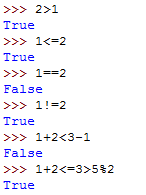 >>> 2>1
True
>>> 1<=2
True
>>> 1==2
False
>>> 1!=2
True
>>> 1+2<3-1
False
>>> 1+2<=3>5%2
True